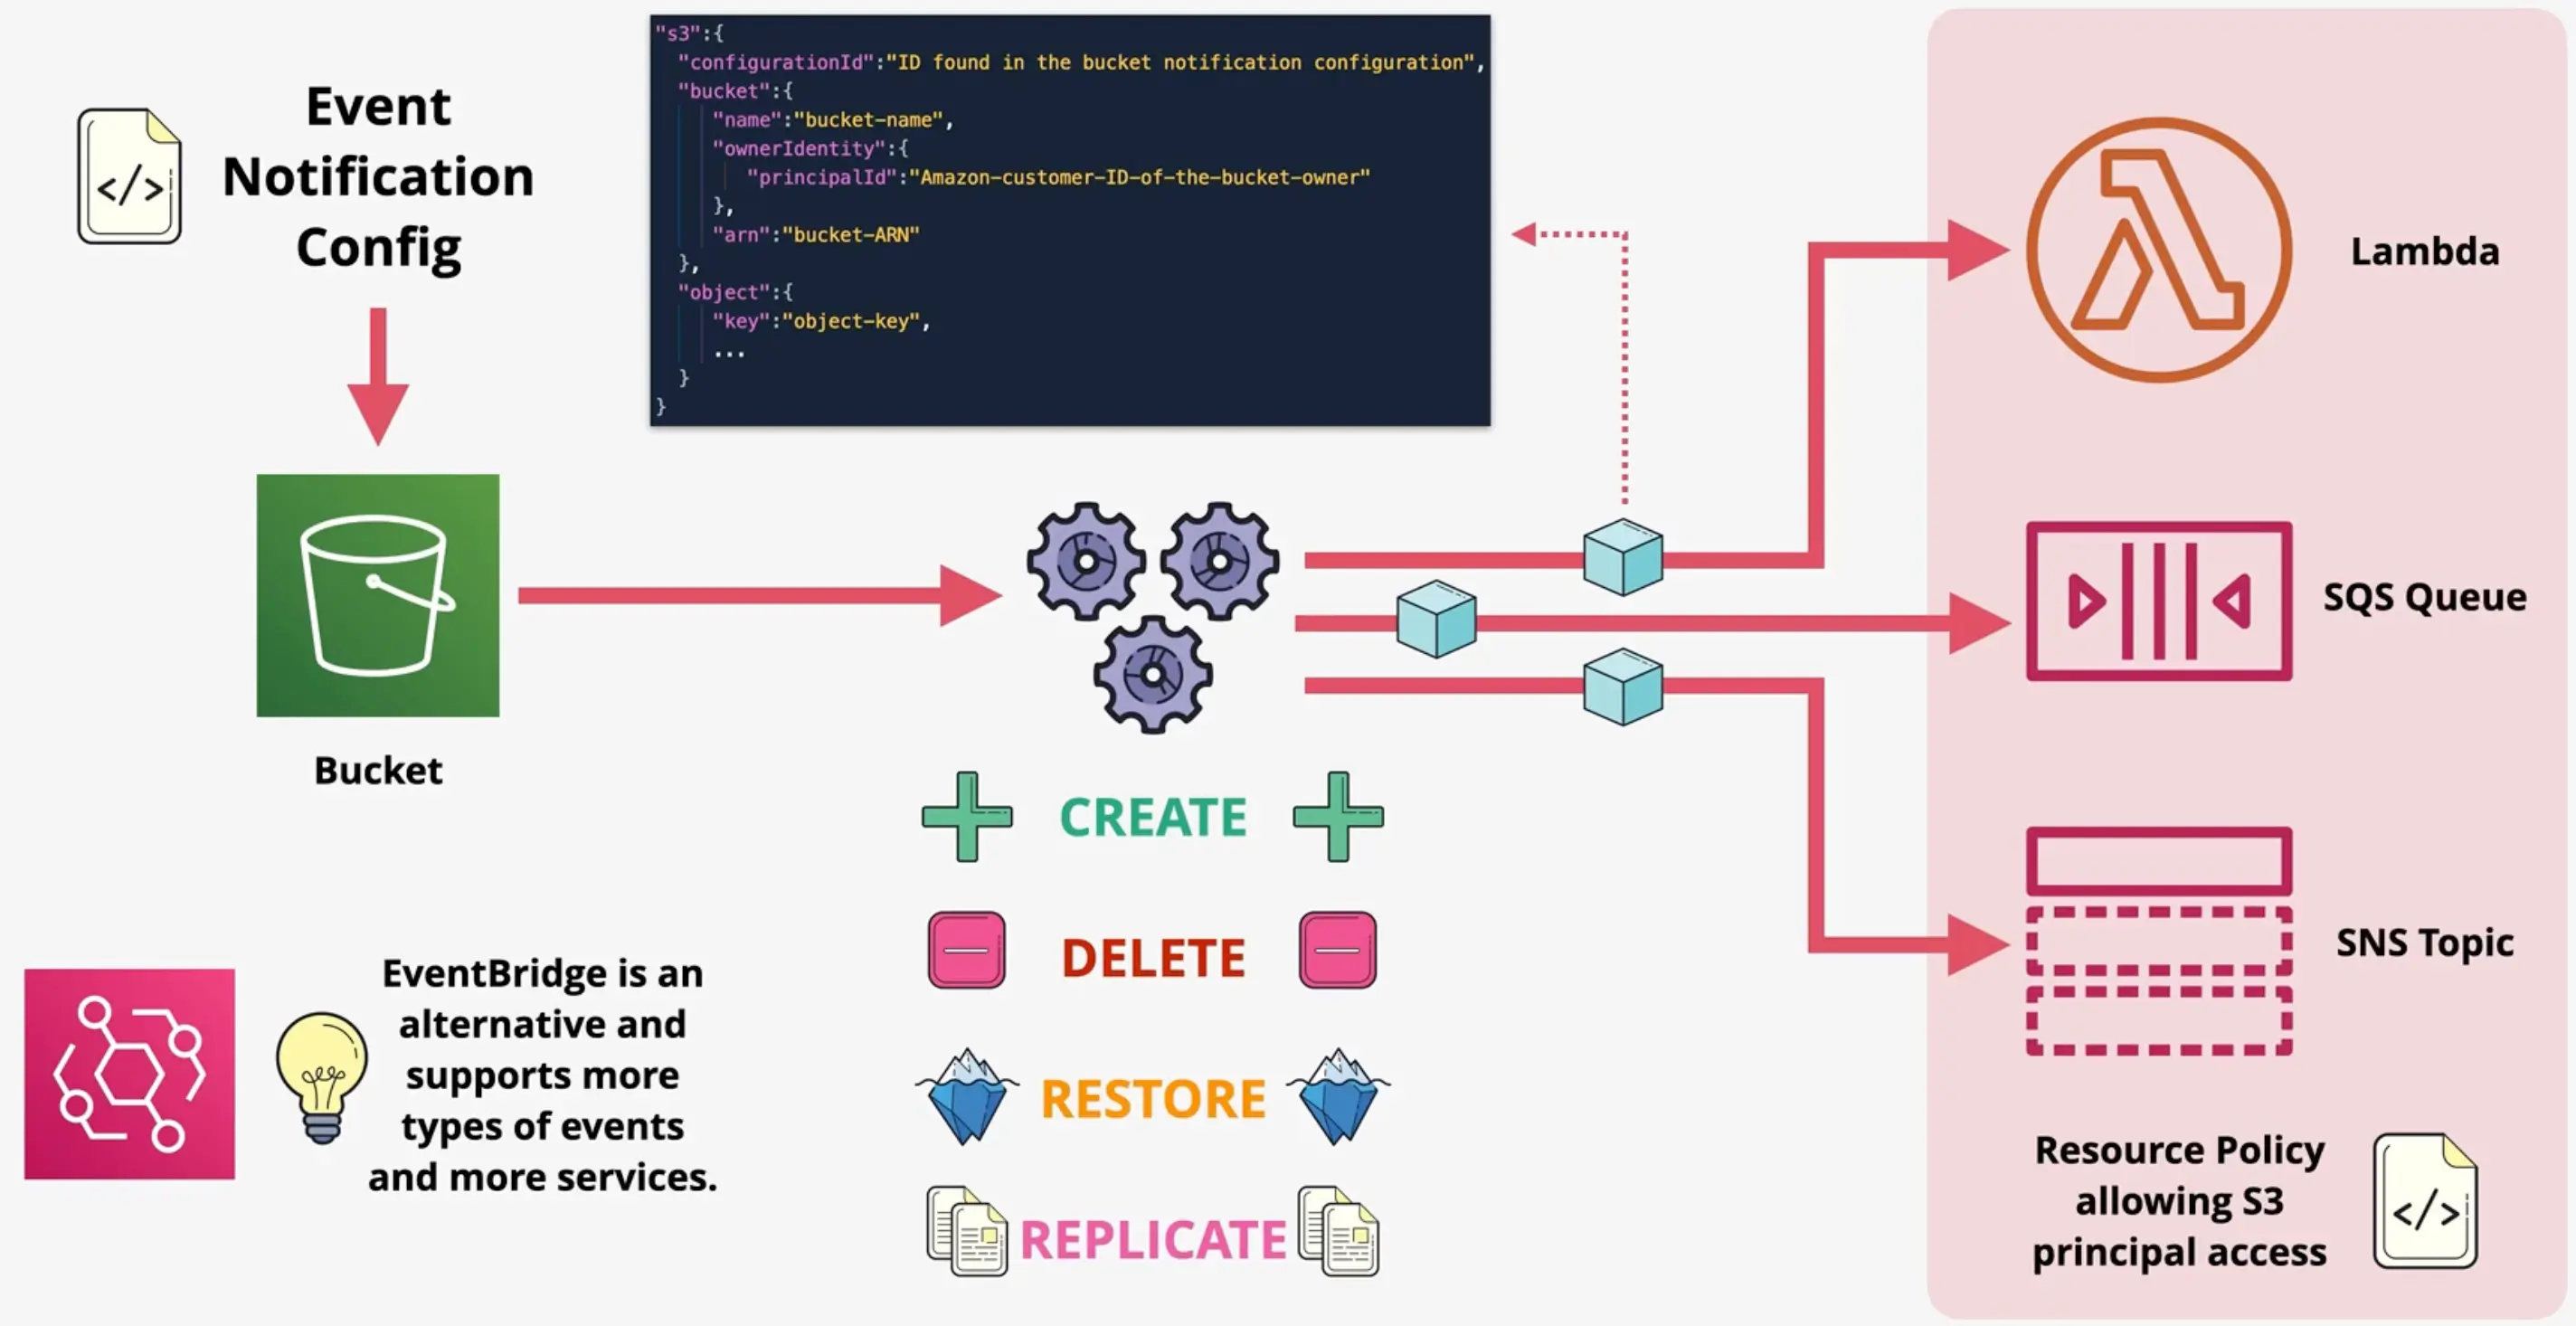 Event
Notification
Config
"s3":{
"configurationId":"ID found in the bucket notification configuration",
"bucket":{
"name":"bucket-name",
"ownerIdentity":{
"principalId":"Amazon-customer-ID-of-the-bucket-owner"
},
"arn":"bucket-ARN"
},
"object":{
"key":"object-key",
...
}
}
</>
Bucket
CREATE
DELETE
RESTORE
REPLICATE
EventBridge is an
alternative and
supports more
types of events
and more services.
Lambda
SQS Queue
SNS Topic
Resource Policy
allowing S3
principal access
</>